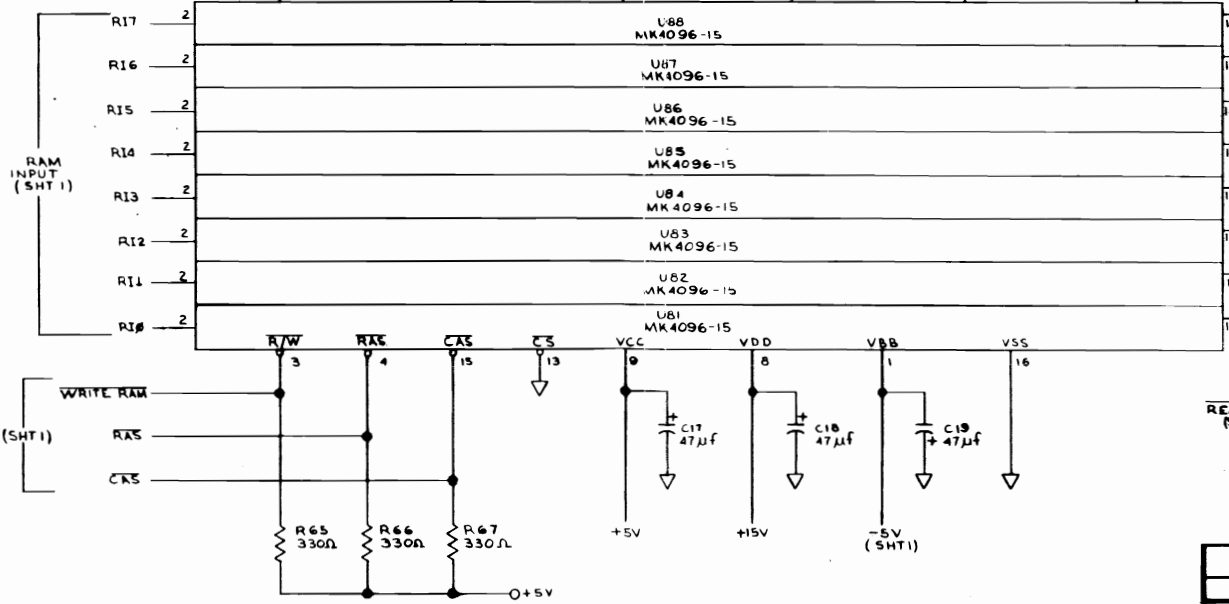 RAM
INPUT
(SHT 1)
RI7 2
U88
MK4096-15
RI6 2
U87
MK4096-15
RI5 2
U86
MK4096-15
RI4 2
U85
MK4096-15
RI3 2
U84
MK4096-15
RI2 2
U83
MK4096-15
RI1 2
U82
MK4096-15
RIØ 2
U81
MK4096-15
R/W RAS CAS CS VCC VDD VBB VSS
3 4 15 13 9 8 1 16
WRITE RAM
RAS
CAS
(SHT 1)
+ C17
47µf
+ C18
47µf
C19
+ 47µf
R65
330Ω
R66
330Ω
R67
330Ω
+5V
+15V
-5V
(SHT1)
+5V